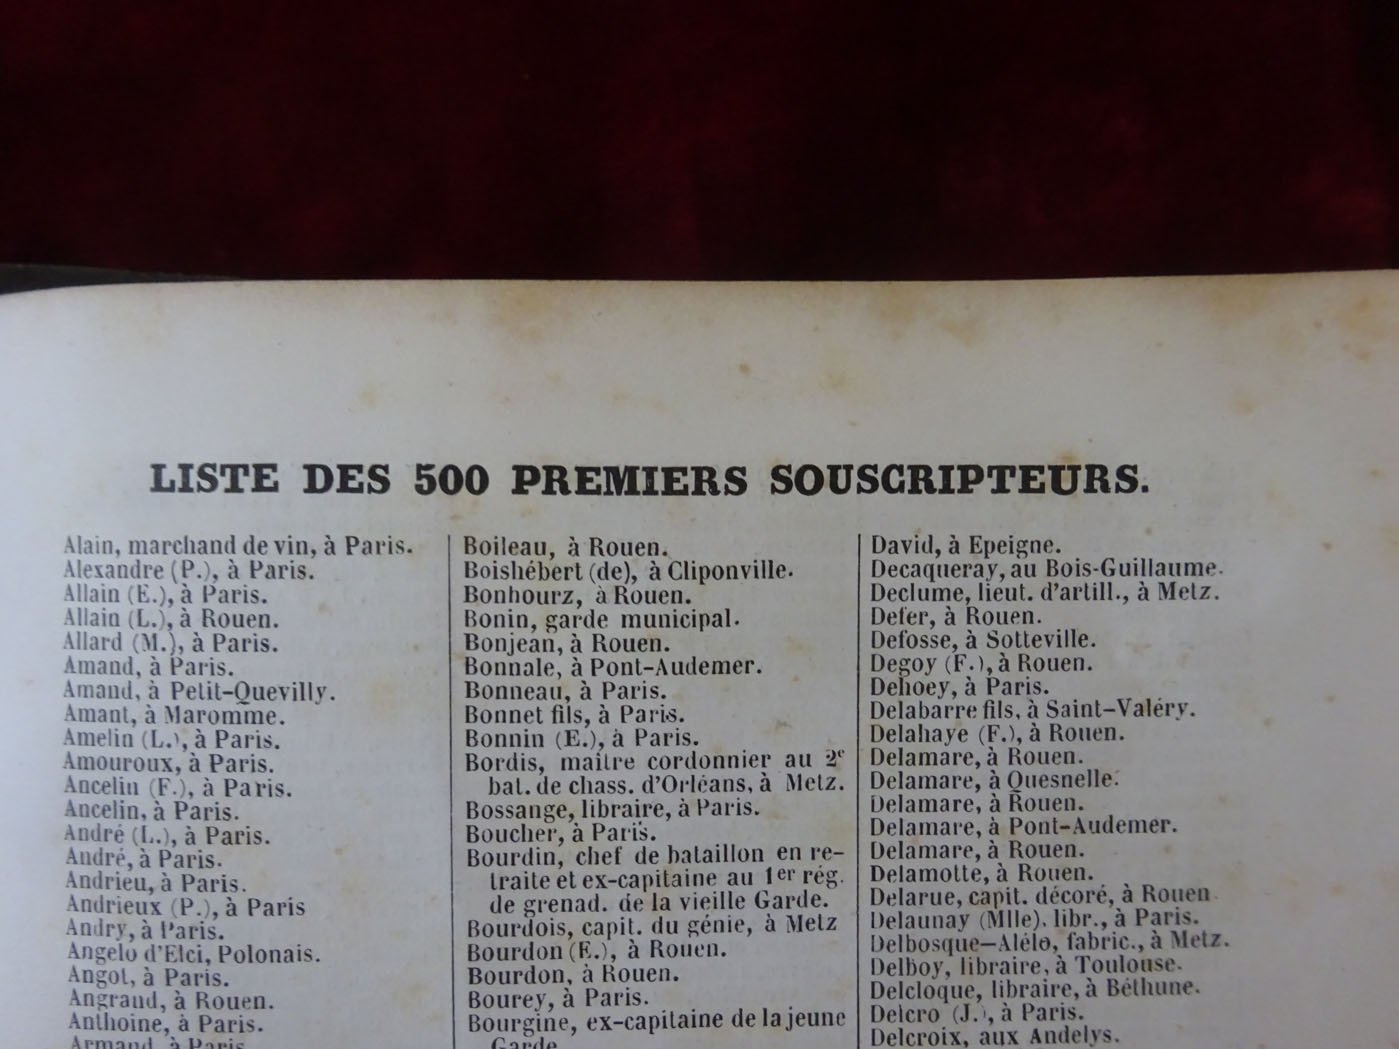 LISTE DES 500 PREMIERS SOUSCRIPTEURS.
Alain, marchand de vin, à Paris.
Alexandre (P.), à Paris.
Allain (E.), à Paris.
Allain (L.), à Rouen.
Allard (M.), à Paris.
Amand, à Paris.
Amand, à Petit-Quevilly.
Amant, à Maromme.
Amelin (L.), à Paris.
Amouroux, à Paris.
Ancelin (F.), à Paris.
Ancelin, à Paris.
André (L.), à Paris.
André, à Paris.
Andrieu, à Paris.
Andrieux (P.), à Paris
Andry, à Paris.
Angelo d'Elci, Polonais.
Angot, à Paris.
Angrand, à Rouen.
Anthoine, à Paris.
Armand, à Paris.
Boileau, à Rouen.
Boishébert (de), à Cliponville.
Bonhourz, à Rouen.
Bonin, garde municipal.
Bonjean, à Rouen.
Bonnale, à Pont-Audemer.
Bonneau, à Paris.
Bonnet fils, à Paris.
Bonnin (E.), à Paris.
Bordis, maître cordonnier au 2e
bat. de chass. d'Orléans, à Metz.
Bossange, libraire, à Paris.
Boucher, à Paris.
Bourdin, chef de bataillon en re-
traite et ex-capitaine au 1er rég.
de grenad. de la vieille Garde.
Bourdois, capit. du génie, à Metz
Bourdon (E.), à Rouen.
Bourdon, à Rouen.
Bourey, à Paris.
Bourgine, ex-capitaine de la jeune
Garde
David, à Epeigne.
Decaqueray, au Bois-Guillaume.
Declume, lieut. d'artill., à Metz.
Defer, à Rouen.
Defosse, à Sotteville.
Degoy (F.), à Rouen.
Dehoey, à Paris.
Delabarre fils, à Saint-Valéry.
Delahaye (F.), à Rouen.
Delamare, à Rouen.
Delamare, à Quesnelle.
Delamare, à Rouen.
Delamare, à Pont-Audemer.
Delamare, à Rouen.
Delamotte, à Rouen.
Delarue, capit. décoré, à Rouen
Delaunay (Mlle). libr., à Paris.
Delbosque-Alélo, fabric., à Metz.
Delboy, libraire, à Toulouse.
Delcloque, libraire, à Béthune.
Delcro (J.), à Paris.
Delcroix, aux Andelys.